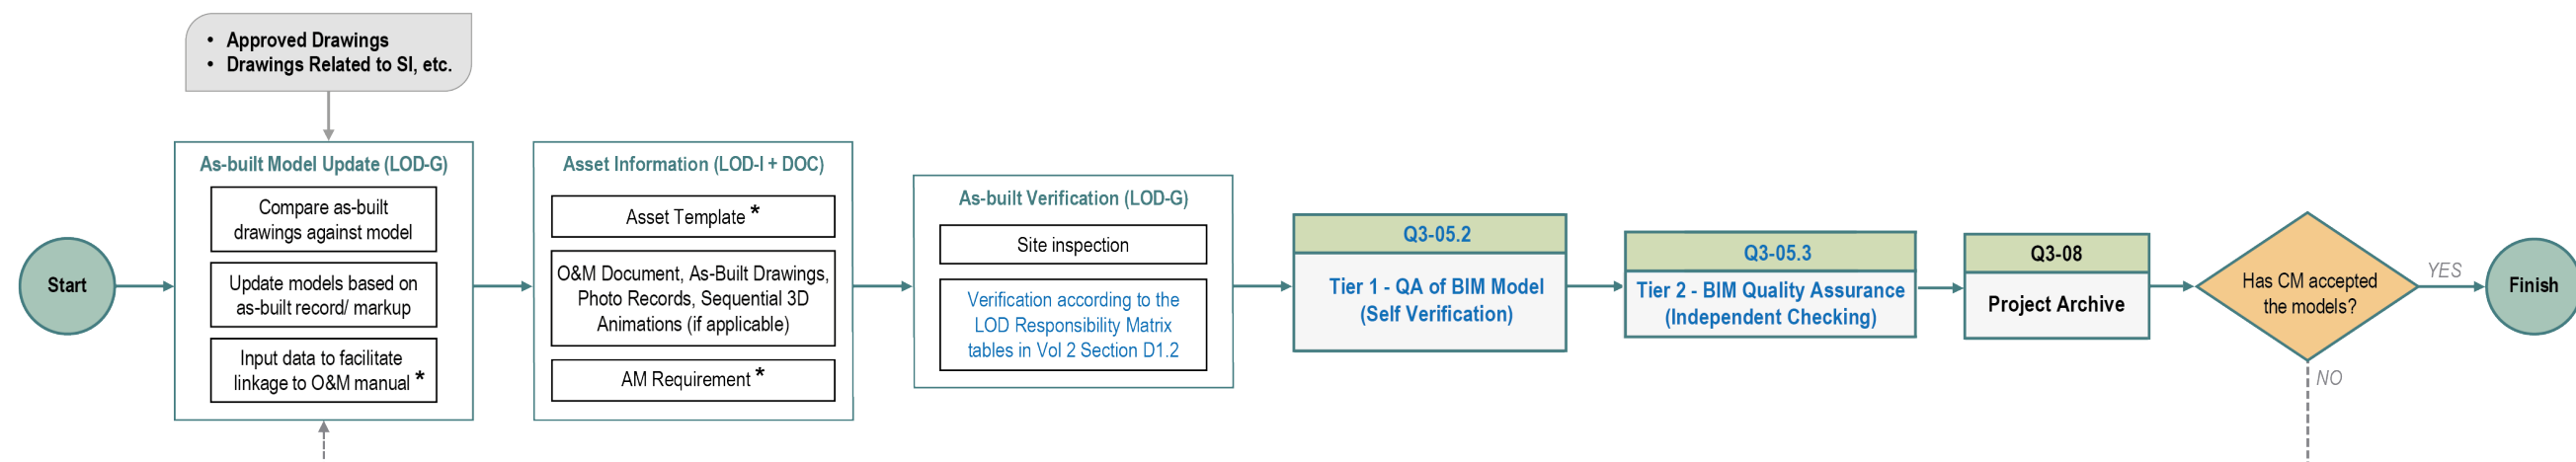 • Approved Drawings
• Drawings Related to SI, etc.
Start
As-built Model Update (LOD-G)
Compare as-built
drawings against model
Update models based on
as-built record/ markup
Input data to facilitate
linkage to O&M manual *
Asset Information (LOD-I + DOC)
Asset Template *
O&M Document, As-Built Drawings,
Photo Records, Sequential 3D
Animations (if applicable)
AM Requirement *
As-built Verification (LOD-G)
Site inspection
Verification according to the
LOD Responsibility Matrix
tables in Vol 2 Section D1.2
Q3-05.2
Tier 1 - QA of BIM Model
(Self Verification)
Q3-05.3
Tier 2 - BIM Quality Assurance
(Independent Checking)
Q3-08
Project Archive
Has CM accepted
the models?
YES
NO
Finish